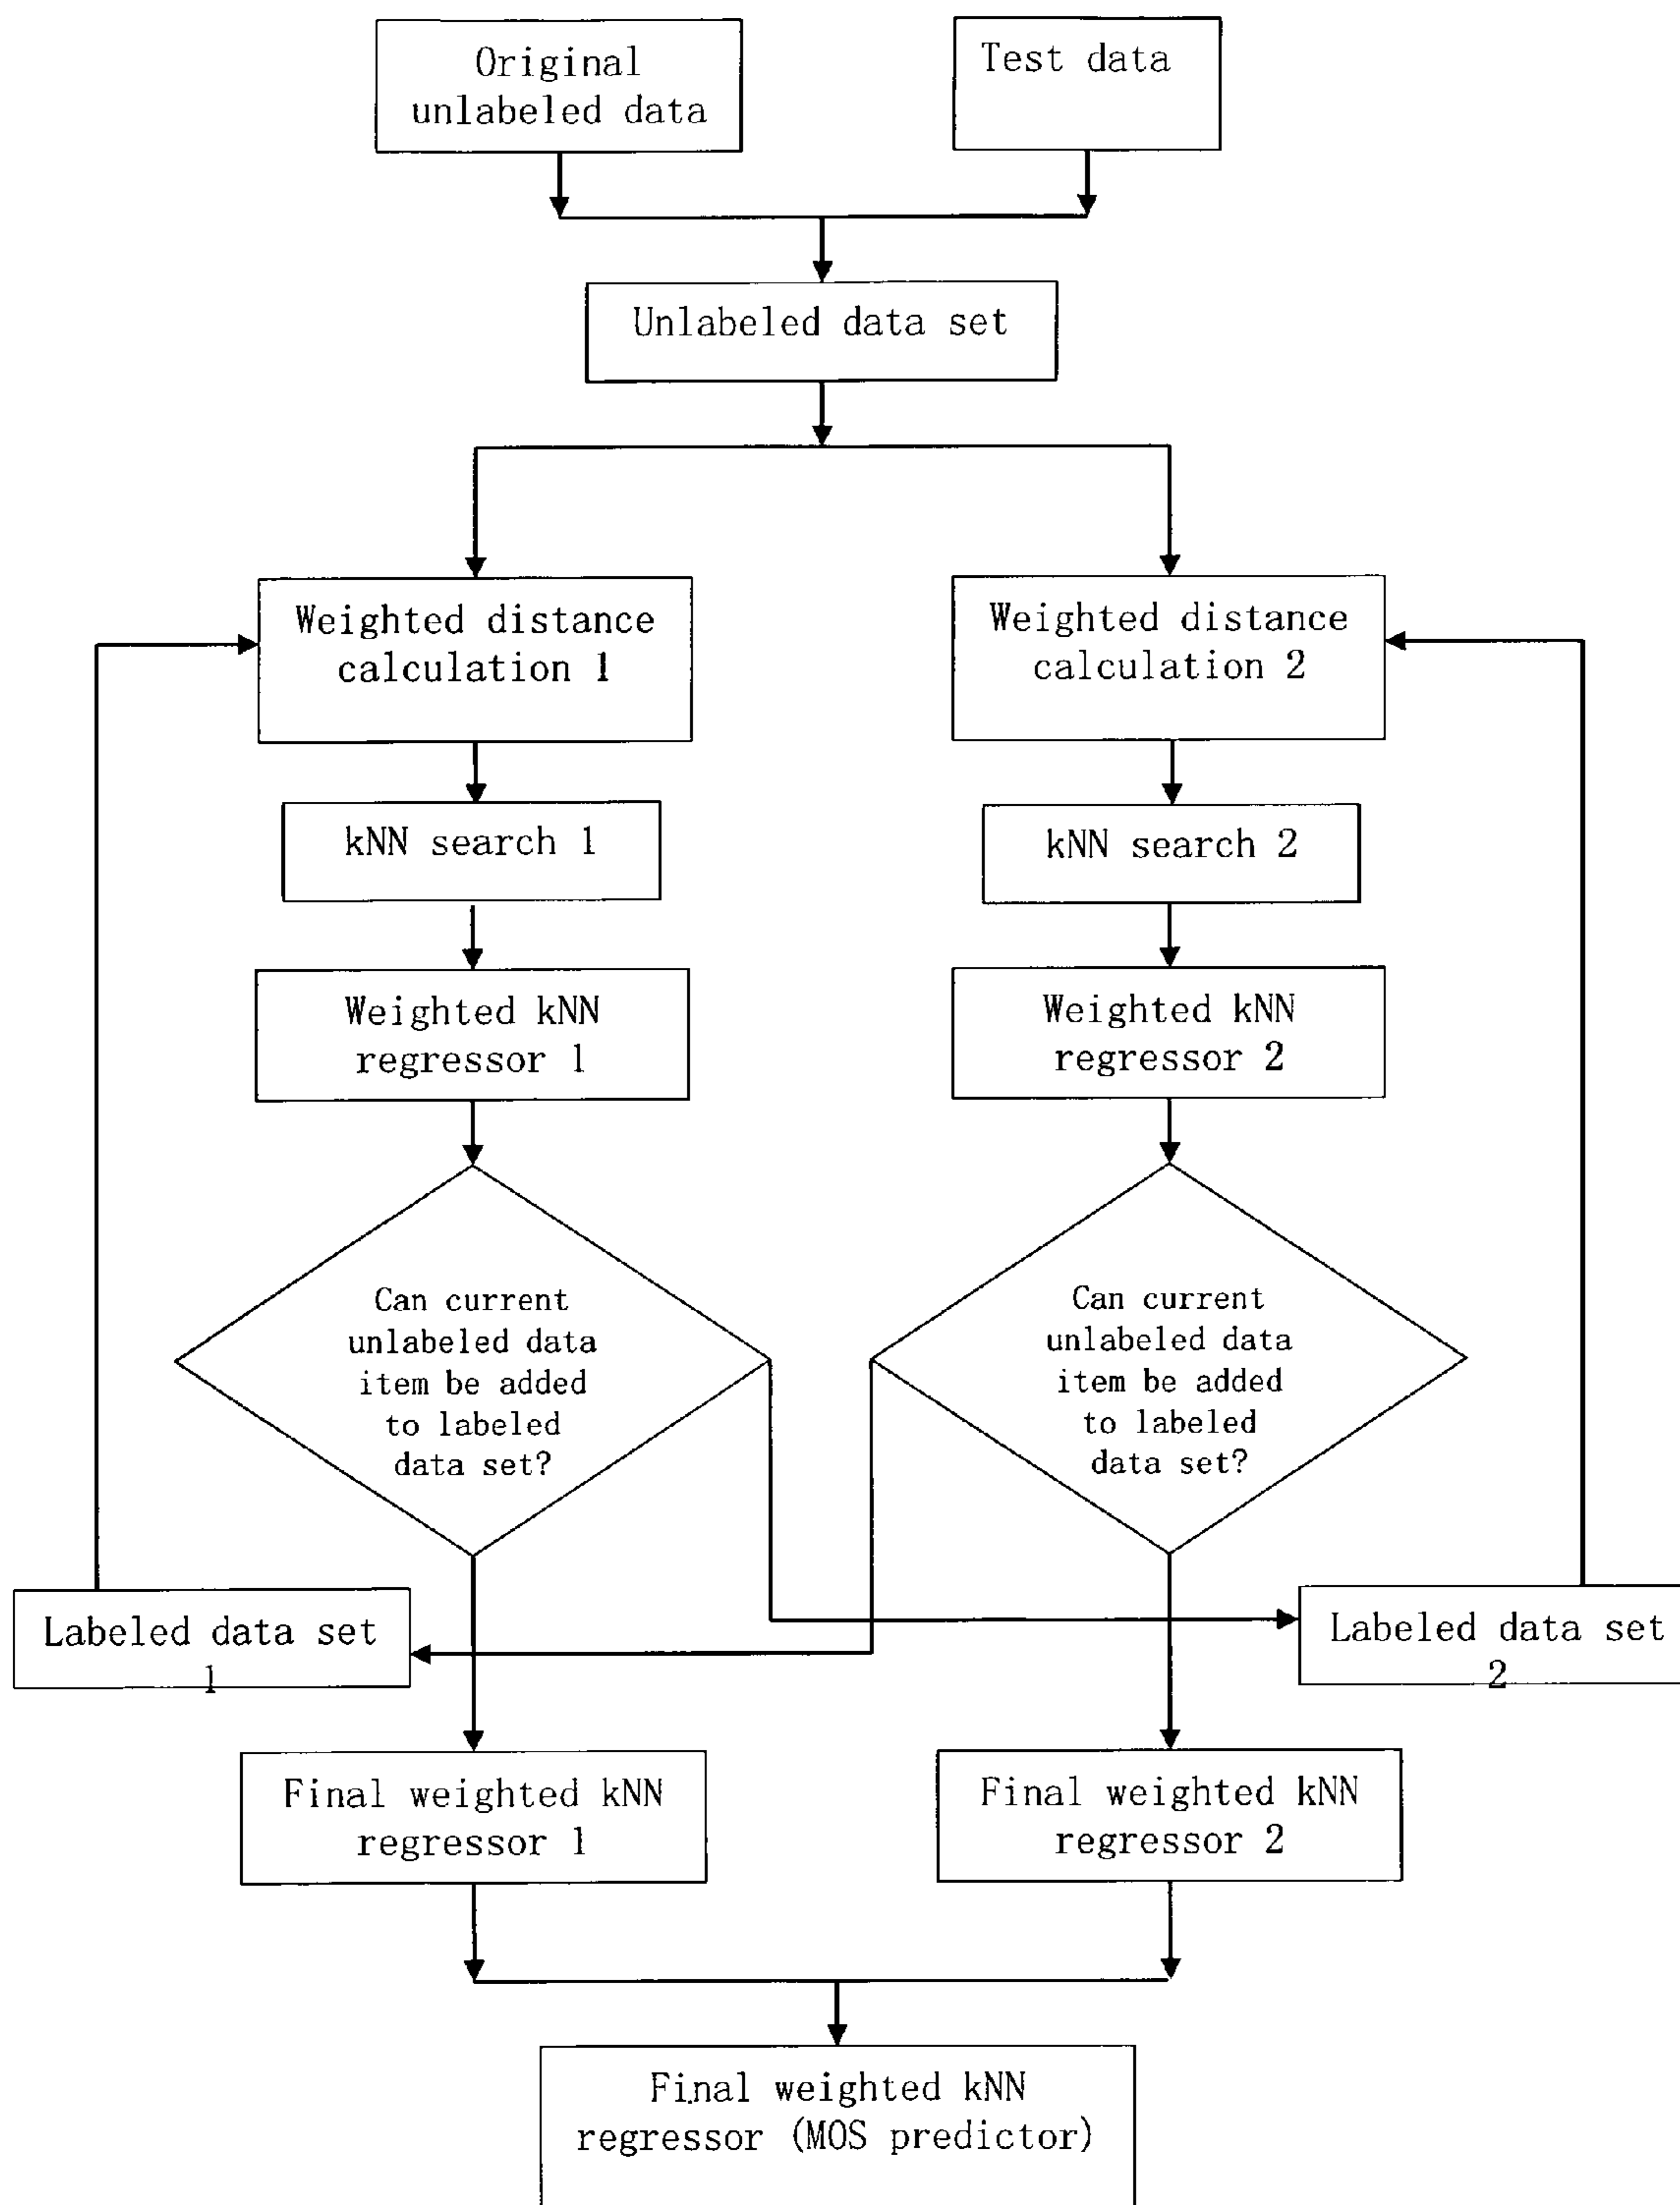 Original
unlabeled data
Test data
Unlabeled data set
Weighted distance
calculation 1
Weighted distance
calculation 2
kNN search 1
kNN search 2
Weighted kNN
regressor 1
Weighted kNN
regressor 2
Can current
unlabeled data
item be added
to labeled
data set?
Can current
unlabeled data
item be added
to labeled
data set?
Labeled data set
1
Labeled data set
2
Final weighted kNN
regressor 1
Final weighted kNN
regressor 2
Final weighted kNN
regressor (MOS predictor)